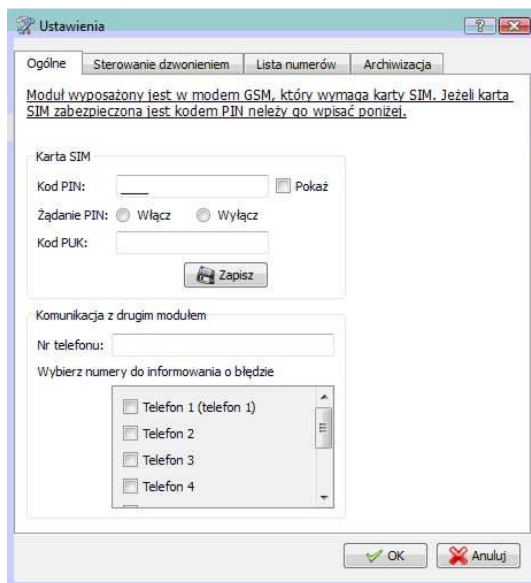 Ustawienia
Ogólne Sterowanie dzwonieniem Lista numerów Archiwizacja
Moduł wyposażony jest w modem GSM, który wymaga karty SIM. Jeżeli karta
SIM zabezpieczona jest kodem PIN neleży go wpisać poniżej.
Karta SIM
Kod PIN: ____ Pokaż
Żądanie PIN: Włącz Wyłącz
Kod PUK:
Zapisz
Komunikacja z drugim modułem
Nr telefonu:
Wybierz numery do informowania o błędzie
Telefon 1 (telefon 1)
Telefon 2
Telefon 3
Telefon 4
OK Anuluj